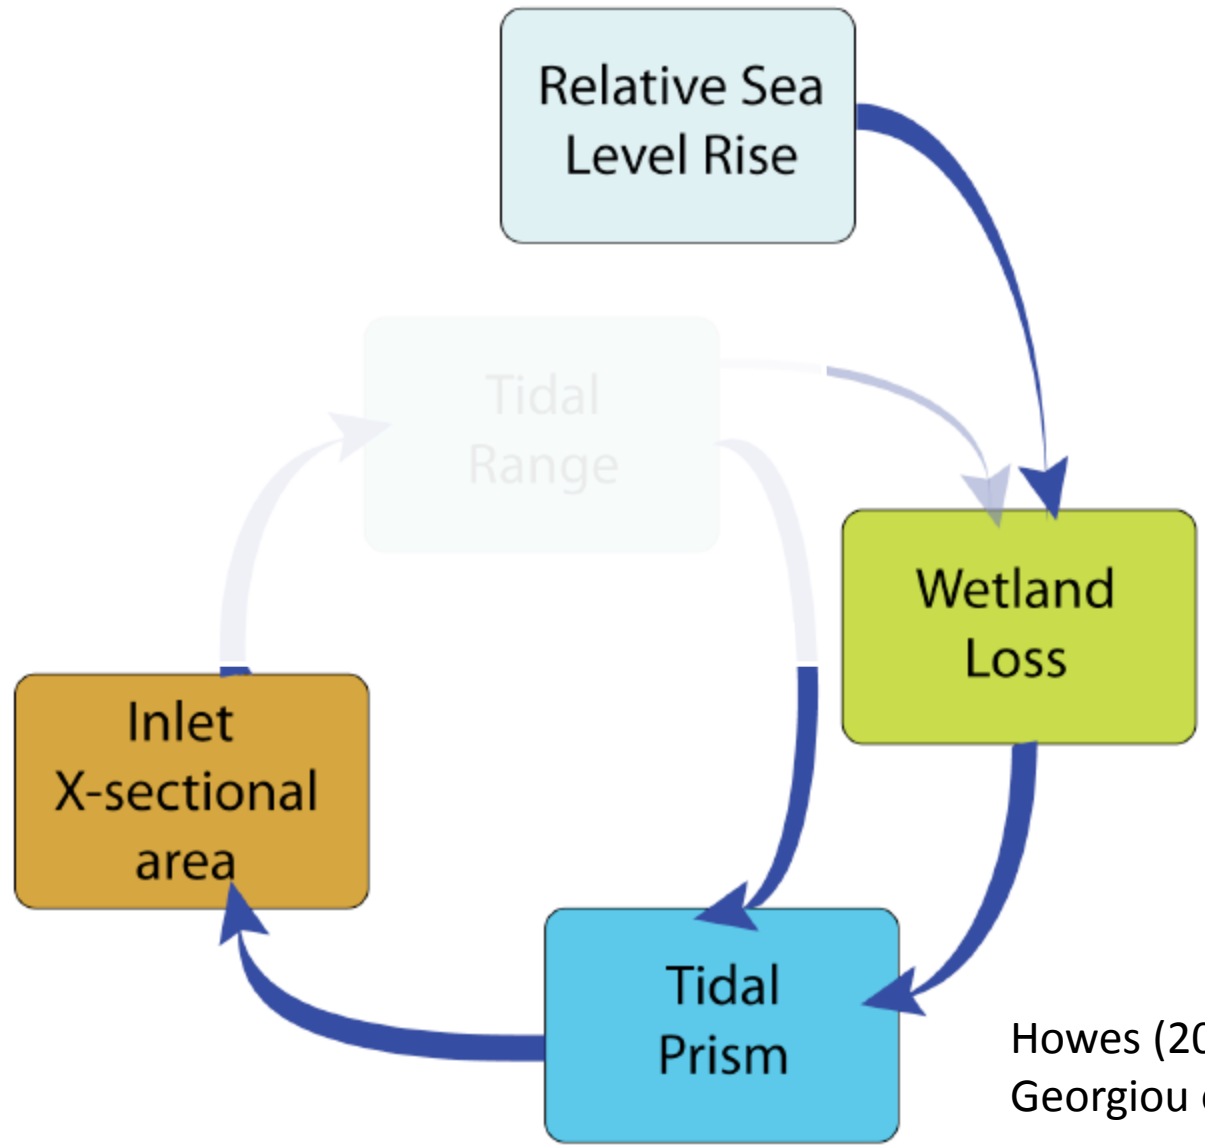 Relative Sea
Level Rise
Tidal
Range
Wetland
Loss
Inlet
X-sectional
area
Tidal
Prism
Howes (20
Georgiou